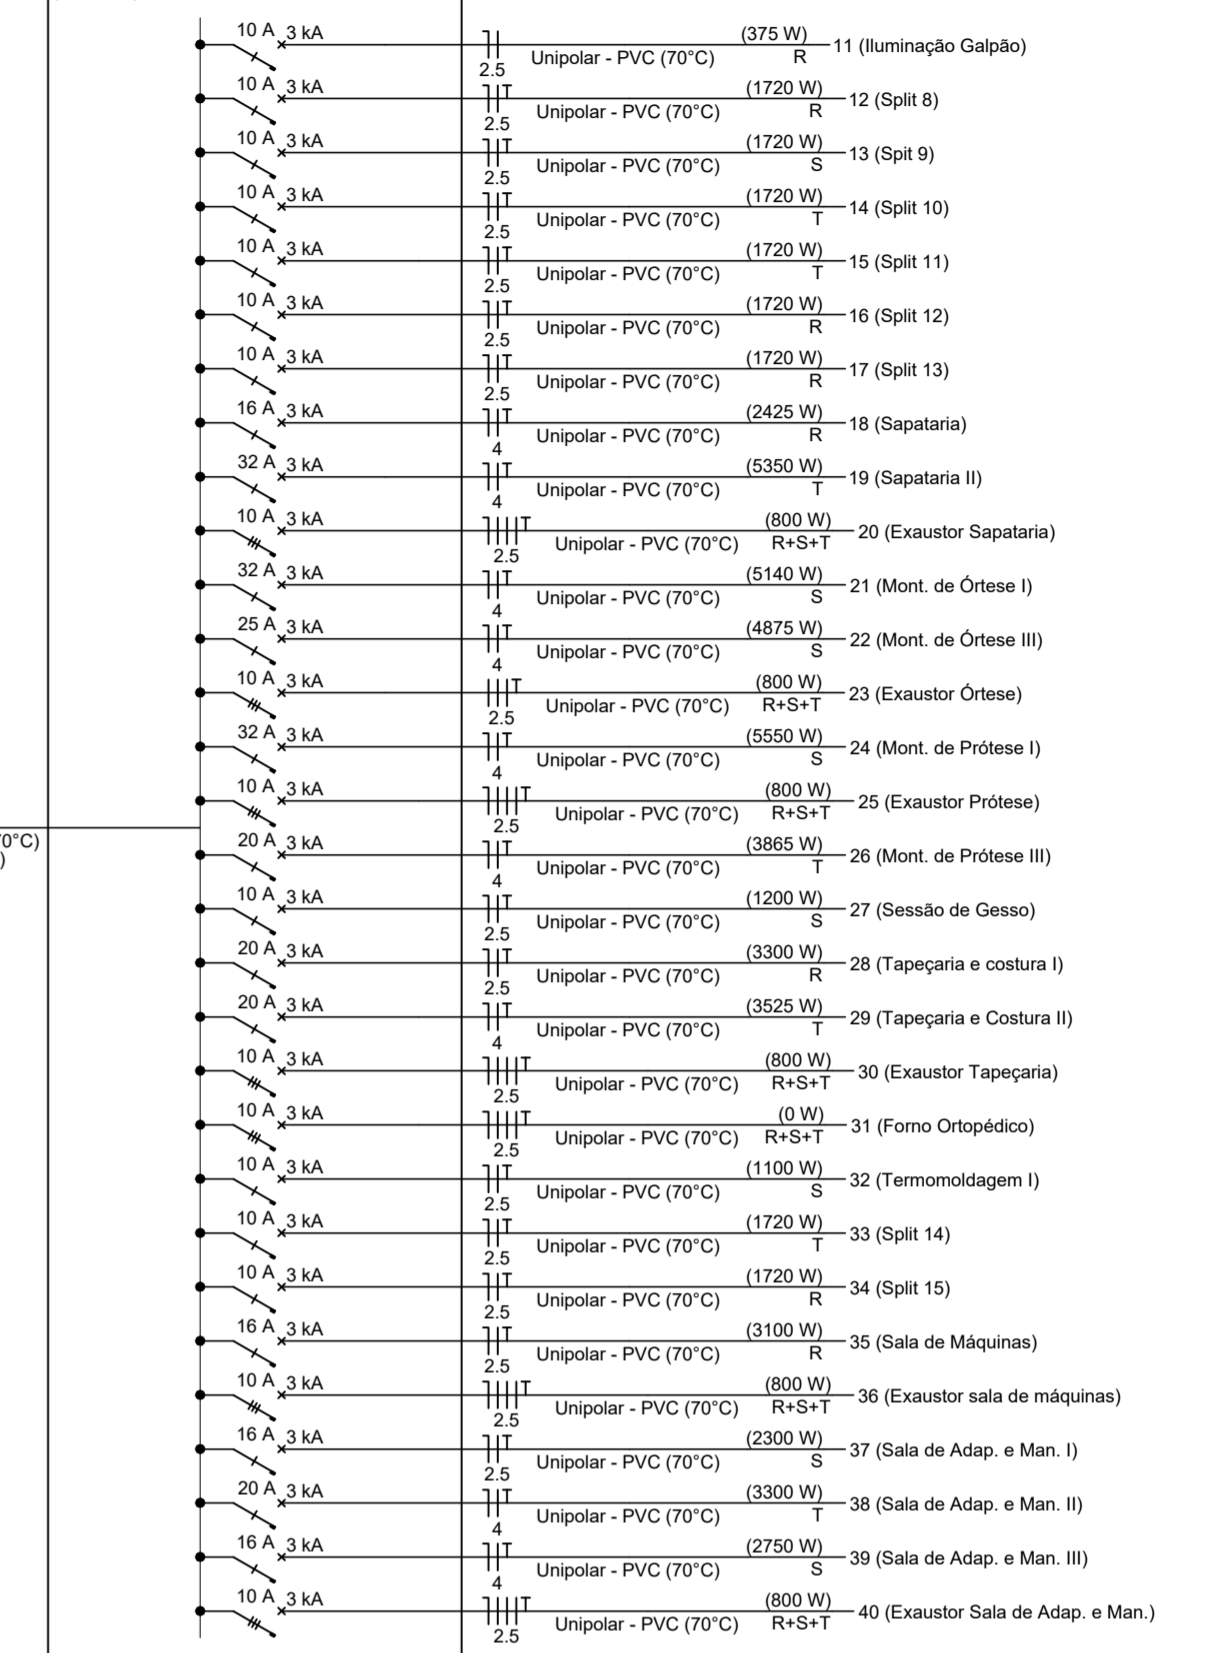 10 A 3 kA (375 W) 11 (Iluminação Galpão)
2.5 Unipolar - PVC (70°C) R
10 A 3 kA T (1720 W) 12 (Split 8)
2.5 Unipolar - PVC (70°C) R
10 A 3 kA T (1720 W) 13 (Spit 9)
2.5 Unipolar - PVC (70°C) S
10 A 3 kA T (1720 W) 14 (Split 10)
2.5 Unipolar - PVC (70°C) T
10 A 3 kA T (1720 W) 15 (Split 11)
2.5 Unipolar - PVC (70°C) T
10 A 3 kA T (1720 W) 16 (Split 12)
2.5 Unipolar - PVC (70°C) R
10 A 3 kA T (1720 W) 17 (Split 13)
2.5 Unipolar - PVC (70°C) R
16 A 3 kA T (2425 W) 18 (Sapataria)
4 Unipolar - PVC (70°C) R
32 A 3 kA T (5350 W) 19 (Sapataria II)
4 Unipolar - PVC (70°C) T
10 A 3 kA T (800 W) 20 (Exaustor Sapataria)
2.5 Unipolar - PVC (70°C) R+S+T
32 A 3 kA T (5140 W) 21 (Mont. de Órtese I)
4 Unipolar - PVC (70°C) S
25 A 3 kA T (4875 W) 22 (Mont. de Órtese III)
4 Unipolar - PVC (70°C) S
10 A 3 kA T (800 W) 23 (Exaustor Órtese)
2.5 Unipolar - PVC (70°C) R+S+T
32 A 3 kA T (5550 W) 24 (Mont. de Prótese I)
4 Unipolar - PVC (70°C) S
10 A 3 kA T (800 W) 25 (Exaustor Prótese)
2.5 Unipolar - PVC (70°C) R+S+T
0°C)
)
20 A 3 kA T (3865 W) 26 (Mont. de Prótese III)
4 Unipolar - PVC (70°C) T
10 A 3 kA T (1200 W) 27 (Sessão de Gesso)
2.5 Unipolar - PVC (70°C) S
20 A 3 kA T (3300 W) 28 (Tapeçaria e costura I)
2.5 Unipolar - PVC (70°C) R
20 A 3 kA T (3525 W) 29 (Tapeçaria e Costura II)
4 Unipolar - PVC (70°C) T
10 A 3 kA T (800 W) 30 (Exaustor Tapeçaria)
2.5 Unipolar - PVC (70°C) R+S+T
10 A 3 kA T (0 W) 31 (Forno Ortopédico)
2.5 Unipolar - PVC (70°C) R+S+T
10 A 3 kA T (1100 W) 32 (Termomoldagem I)
2.5 Unipolar - PVC (70°C) S
10 A 3 kA T (1720 W) 33 (Split 14)
2.5 Unipolar - PVC (70°C) T
10 A 3 kA T (1720 W) 34 (Split 15)
2.5 Unipolar - PVC (70°C) R
16 A 3 kA T (3100 W) 35 (Sala de Máquinas)
2.5 Unipolar - PVC (70°C) R
10 A 3 kA T (800 W) 36 (Exaustor sala de máquinas)
2.5 Unipolar - PVC (70°C) R+S+T
16 A 3 kA T (2300 W) 37 (Sala de Adap. e Man. I)
2.5 Unipolar - PVC (70°C) S
20 A 3 kA T (3300 W) 38 (Sala de Adap. e Man. II)
4 Unipolar - PVC (70°C) T
16 A 3 kA T (2750 W) 39 (Sala de Adap. e Man. III)
4 Unipolar - PVC (70°C) S
10 A 3 kA T (800 W) 40 (Exaustor Sala de Adap. e Man.)
2.5 Unipolar - PVC (70°C) R+S+T